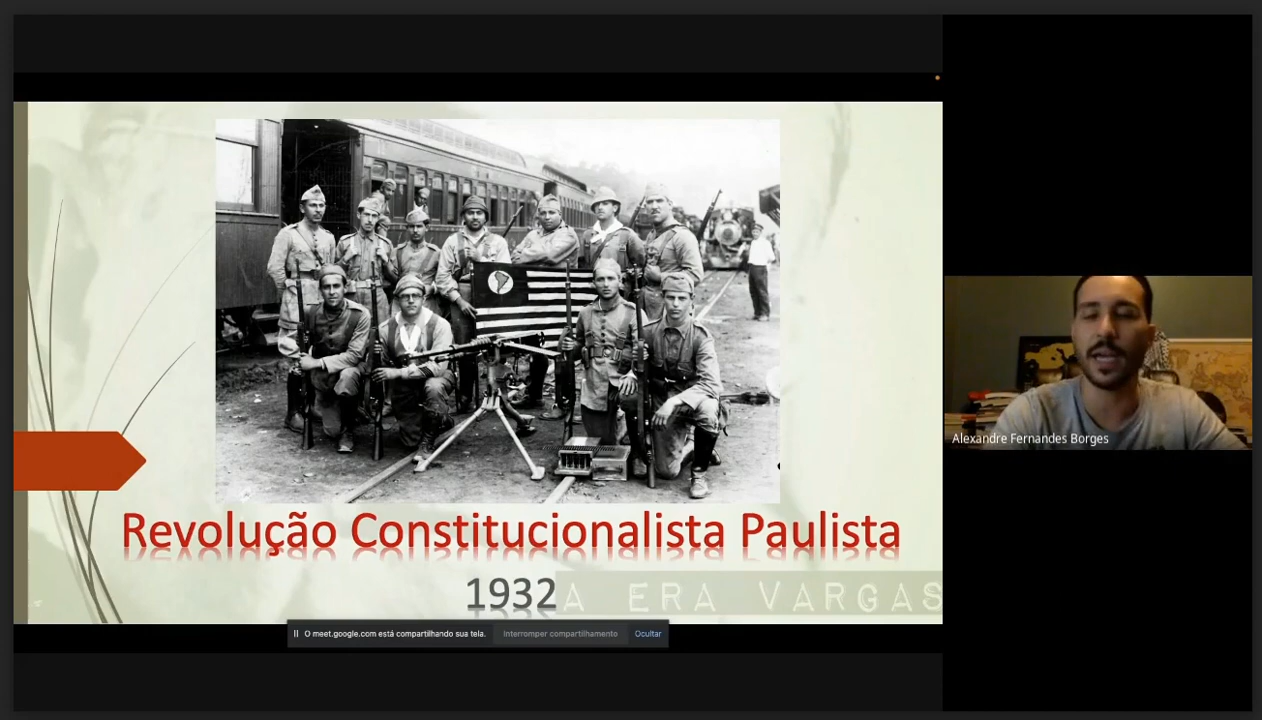 Revolução Constitucionalista Paulista
1932
A ERA VARGAS
O meet.google.com está compartilhando sua tela. Interromper compartilhamento Ocultar
Alexandre Fernandes Borges